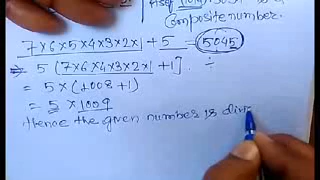 Composite number.
7×6×5×4×3×2×1 + 5 = 5045
⇒ 5 (7×6×4×3×2×1 + 1] . ÷
= 5 × (1008 + 1)
= 5 × 1009
Hence the given number is divi